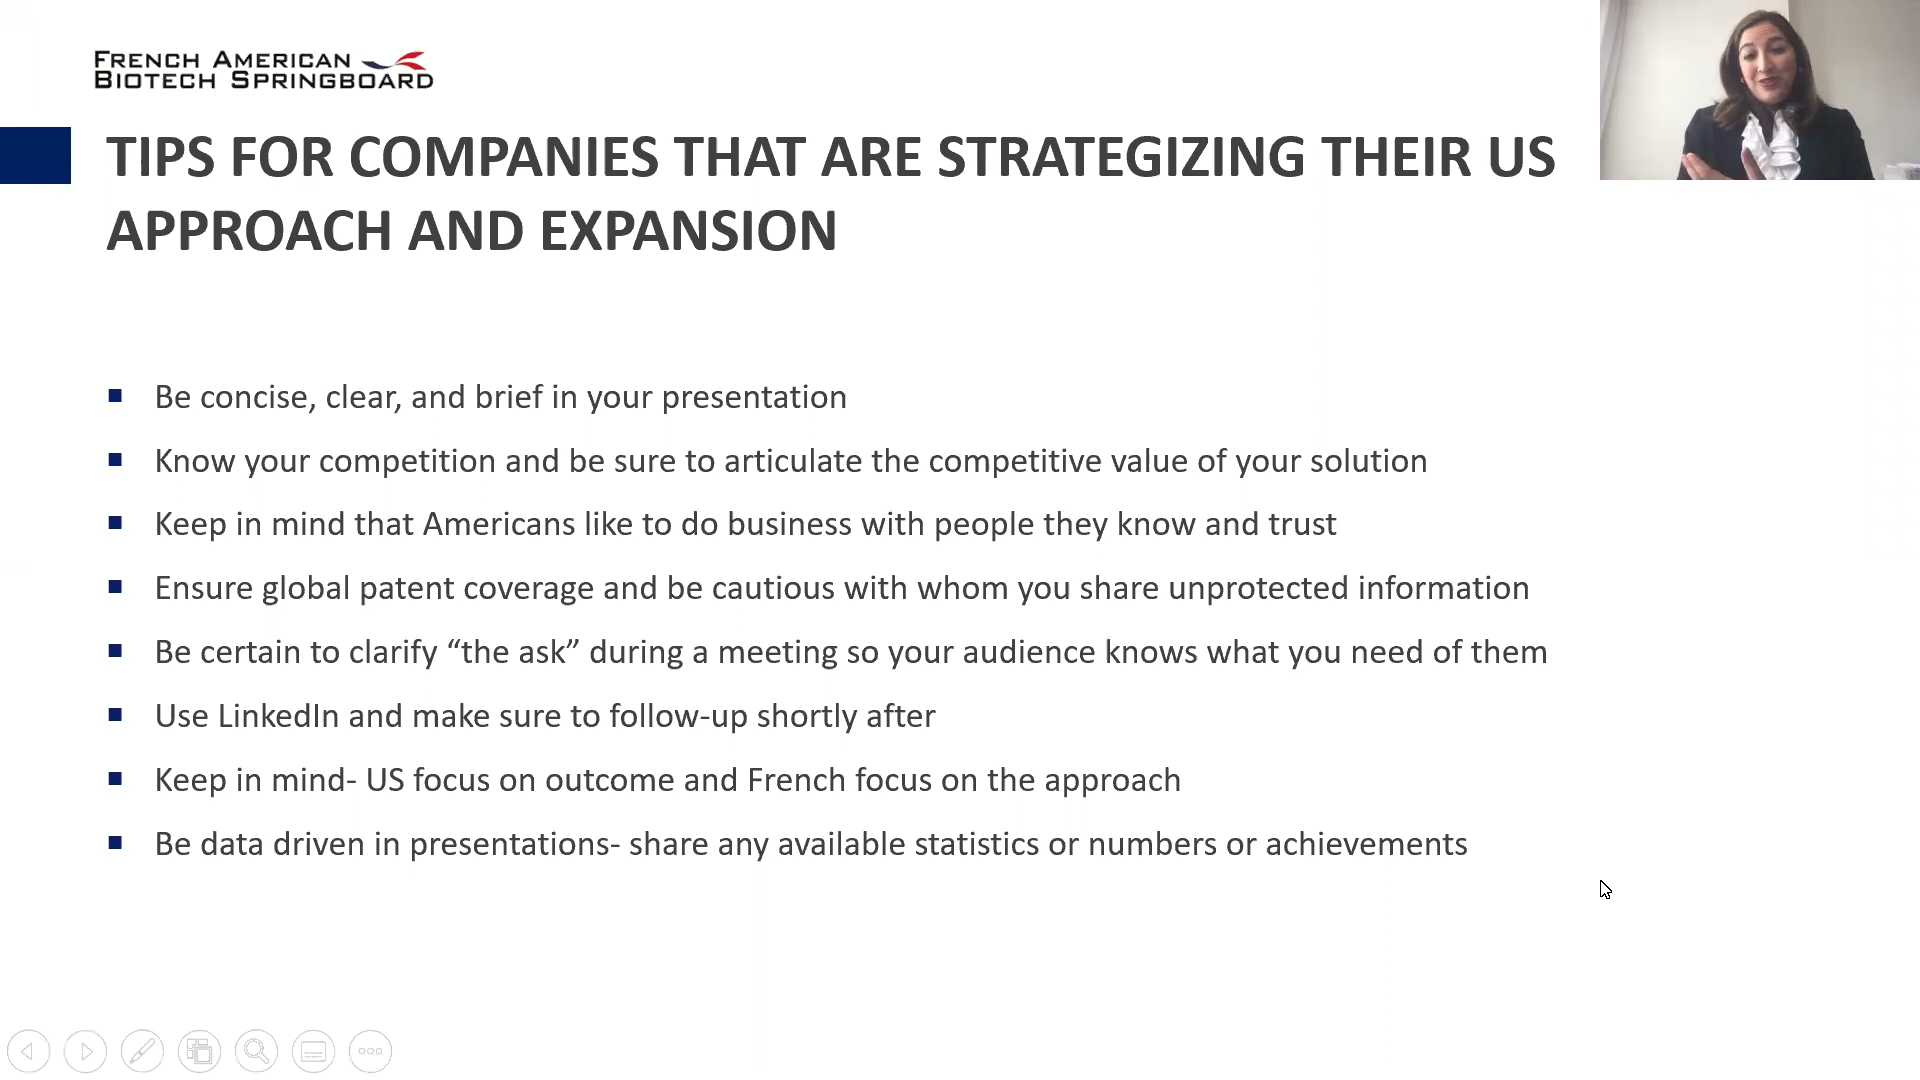 FRENCH AMERICAN
BIOTECH SPRINGBOARD
TIPS FOR COMPANIES THAT ARE STRATEGIZING THEIR US
APPROACH AND EXPANSION
Be concise, clear, and brief in your presentation
Know your competition and be sure to articulate the competitive value of your solution
Keep in mind that Americans like to do business with people they know and trust
Ensure global patent coverage and be cautious with whom you share unprotected information
Be certain to clarify “the ask” during a meeting so your audience knows what you need of them
Use LinkedIn and make sure to follow-up shortly after
Keep in mind- US focus on outcome and French focus on the approach
Be data driven in presentations- share any available statistics or numbers or achievements